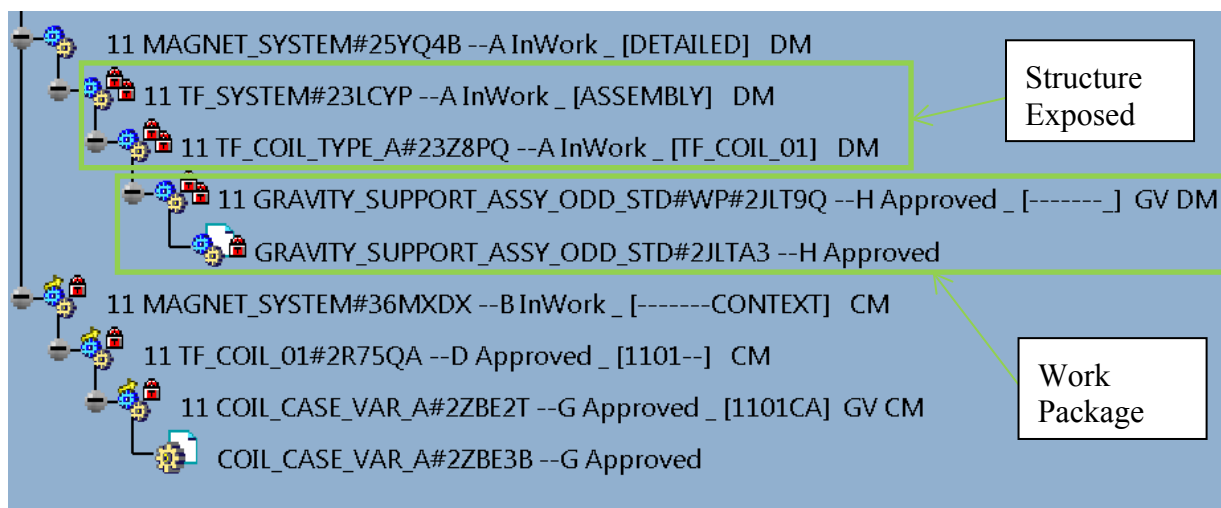 11 MAGNET_SYSTEM#25YQ4B --A InWork _ [DETAILED] DM
11 TF_SYSTEM#23LCYP --A InWork _ [ASSEMBLY] DM
11 TF_COIL_TYPE_A#23Z8PQ --A InWork _ [TF_COIL_01] DM
11 GRAVITY_SUPPORT_ASSY_ODD_STD#WP#2JLT9Q --H Approved _ [-------_] GV DM
GRAVITY_SUPPORT_ASSY_ODD_STD#2JLTA3 --H Approved
11 MAGNET_SYSTEM#36MXDX --B InWork _ [-------CONTEXT] CM
11 TF_COIL_01#2R75QA --D Approved _ [1101--] CM
11 COIL_CASE_VAR_A#2ZBE2T --G Approved _ [1101CA] GV CM
COIL_CASE_VAR_A#2ZBE3B --G Approved
Structure
Exposed
Work
Package